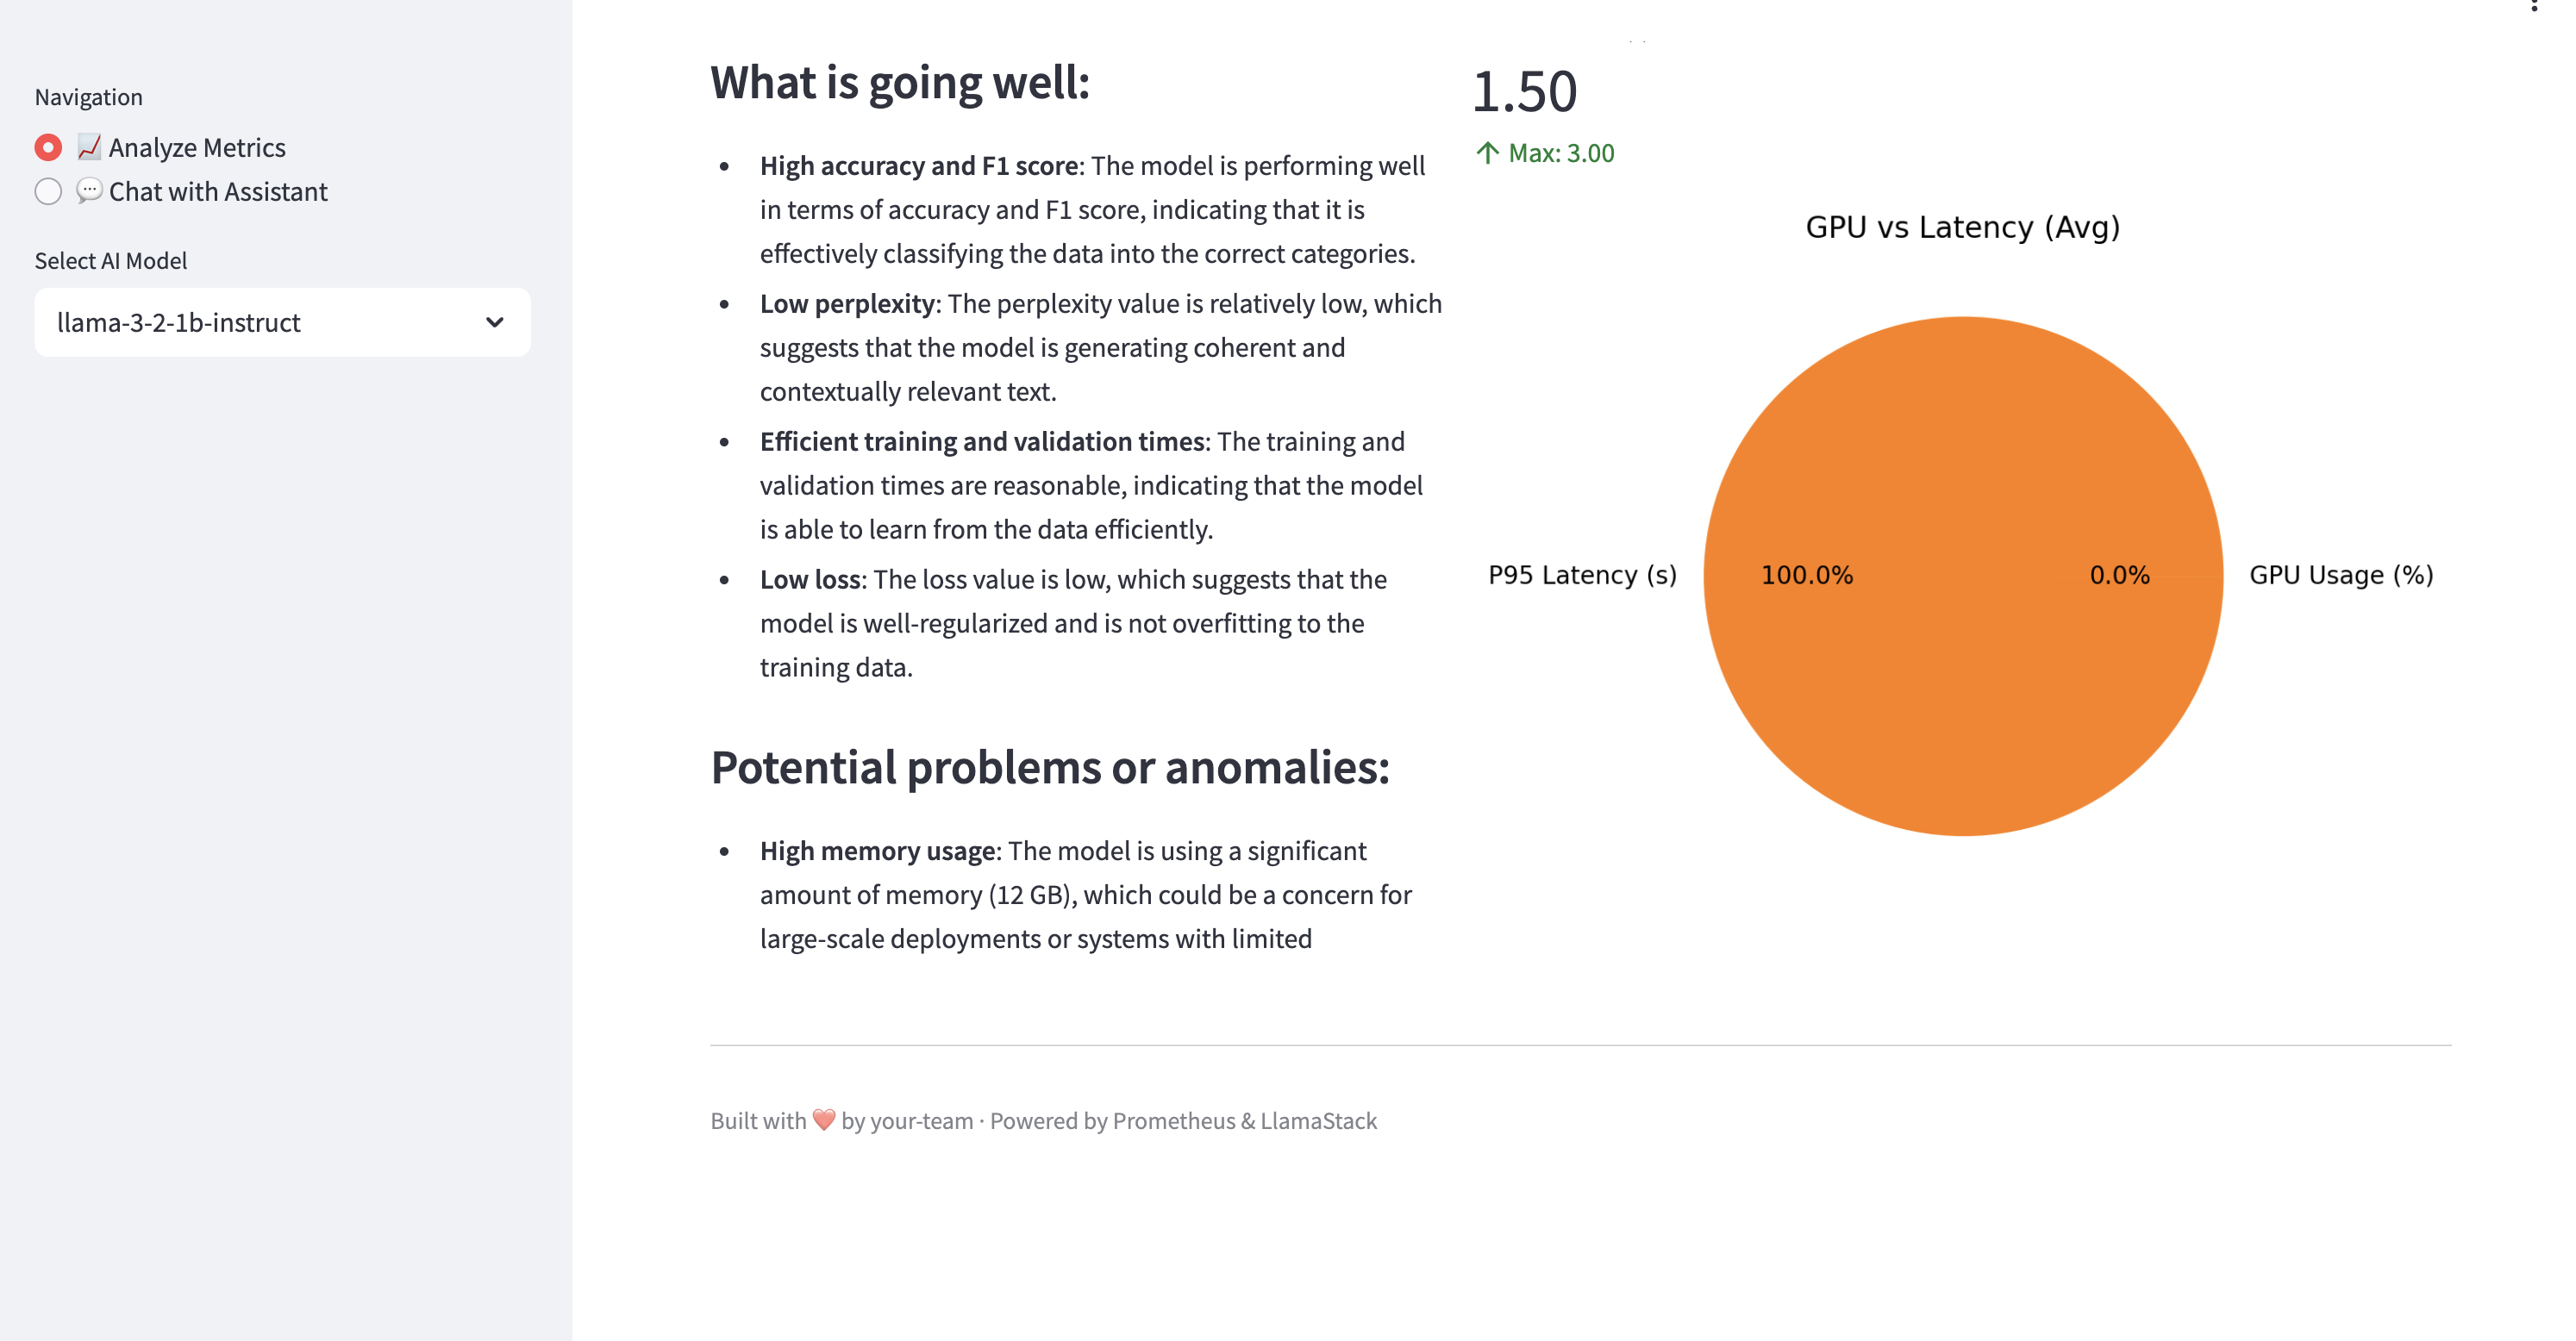 Navigation
Analyze Metrics
Chat with Assistant
Select AI Model
llama-3-2-1b-instruct
What is going well:
• High accuracy and F1 score: The model is performing well
in terms of accuracy and F1 score, indicating that it is
effectively classifying the data into the correct categories.
• Low perplexity: The perplexity value is relatively low, which
suggests that the model is generating coherent and
contextually relevant text.
• Efficient training and validation times: The training and
validation times are reasonable, indicating that the model
is able to learn from the data efficiently.
• Low loss: The loss value is low, which suggests that the
model is well-regularized and is not overfitting to the
training data.
Potential problems or anomalies:
• High memory usage: The model is using a significant
amount of memory (12 GB), which could be a concern for
large-scale deployments or systems with limited
1.50
↑ Max: 3.00
GPU vs Latency (Avg)
P95 Latency (s)
100.0%
0.0%
GPU Usage (%)
Built with ❤️ by your-team · Powered by Prometheus & LlamaStack